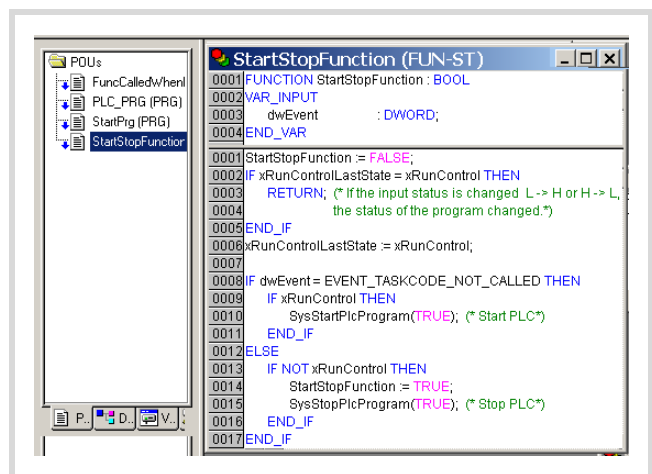 POUs
FuncCalledWhenI
PLC_PRG (PRG)
StartPrg (PRG)
StartStopFunction
P..
D..
V..
StartStopFunction (FUN-ST)
0001 FUNCTION StartStopFunction : BOOL
0002 VAR_INPUT
0003 dwEvent : DWORD;
0004 END_VAR
0001 StartStopFunction := FALSE;
0002 IF xRunControlLastState = xRunControl THEN
0003 RETURN; (* If the input status is changed L -> H or H -> L,
0004 the status of the program changed.*)
0005 END_IF
0006 xRunControlLastState := xRunControl;
0007
0008 IF dwEvent = EVENT_TASKCODE_NOT_CALLED THEN
0009 IF xRunControl THEN
0010 SysStartPlcProgram(TRUE); (* Start PLC*)
0011 END_IF
0012 ELSE
0013 IF NOT xRunControl THEN
0014 StartStopFunction := TRUE;
0015 SysStopPlcProgram(TRUE); (* Stop PLC*)
0016 END_IF
0017 END_IF